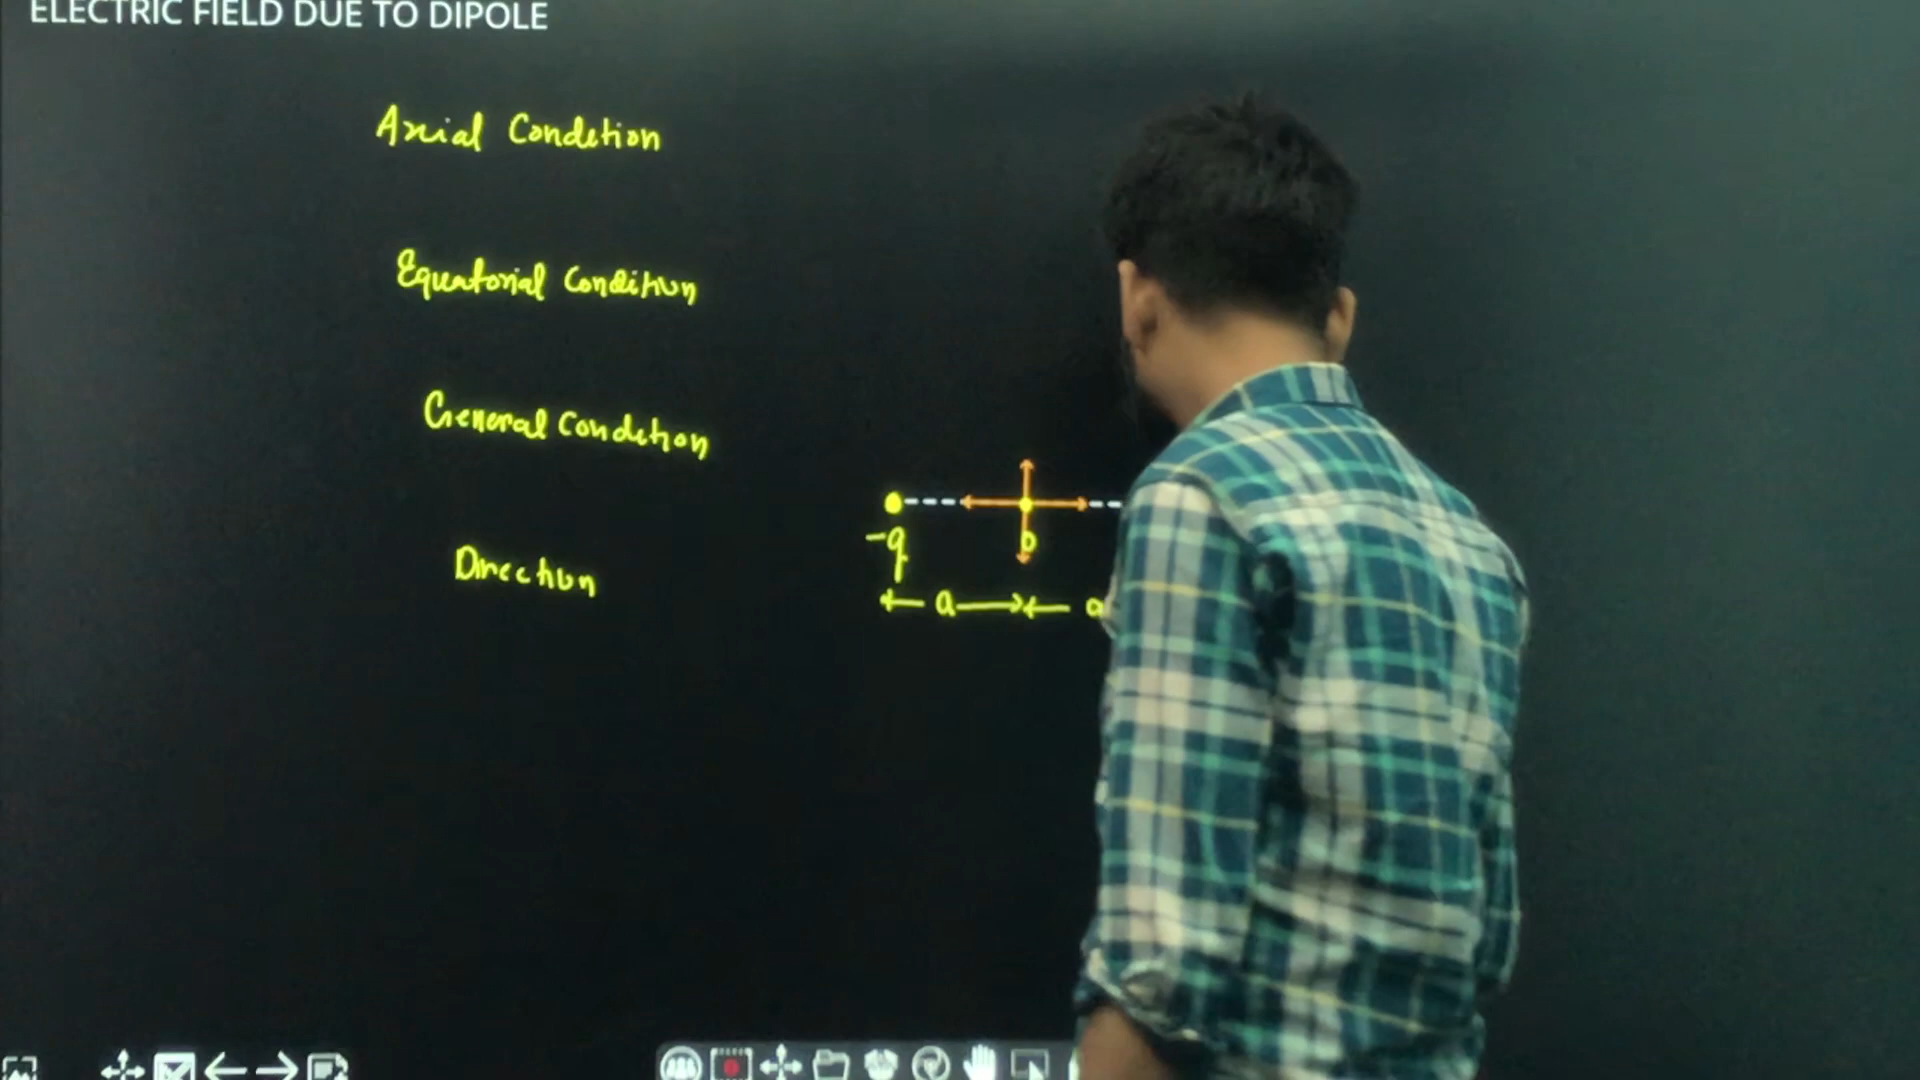 ELECTRIC FIELD DUE TO DIPOLE
Axial Condition
Equatorial Condition
General Condition
Direction
-q
O
a
a